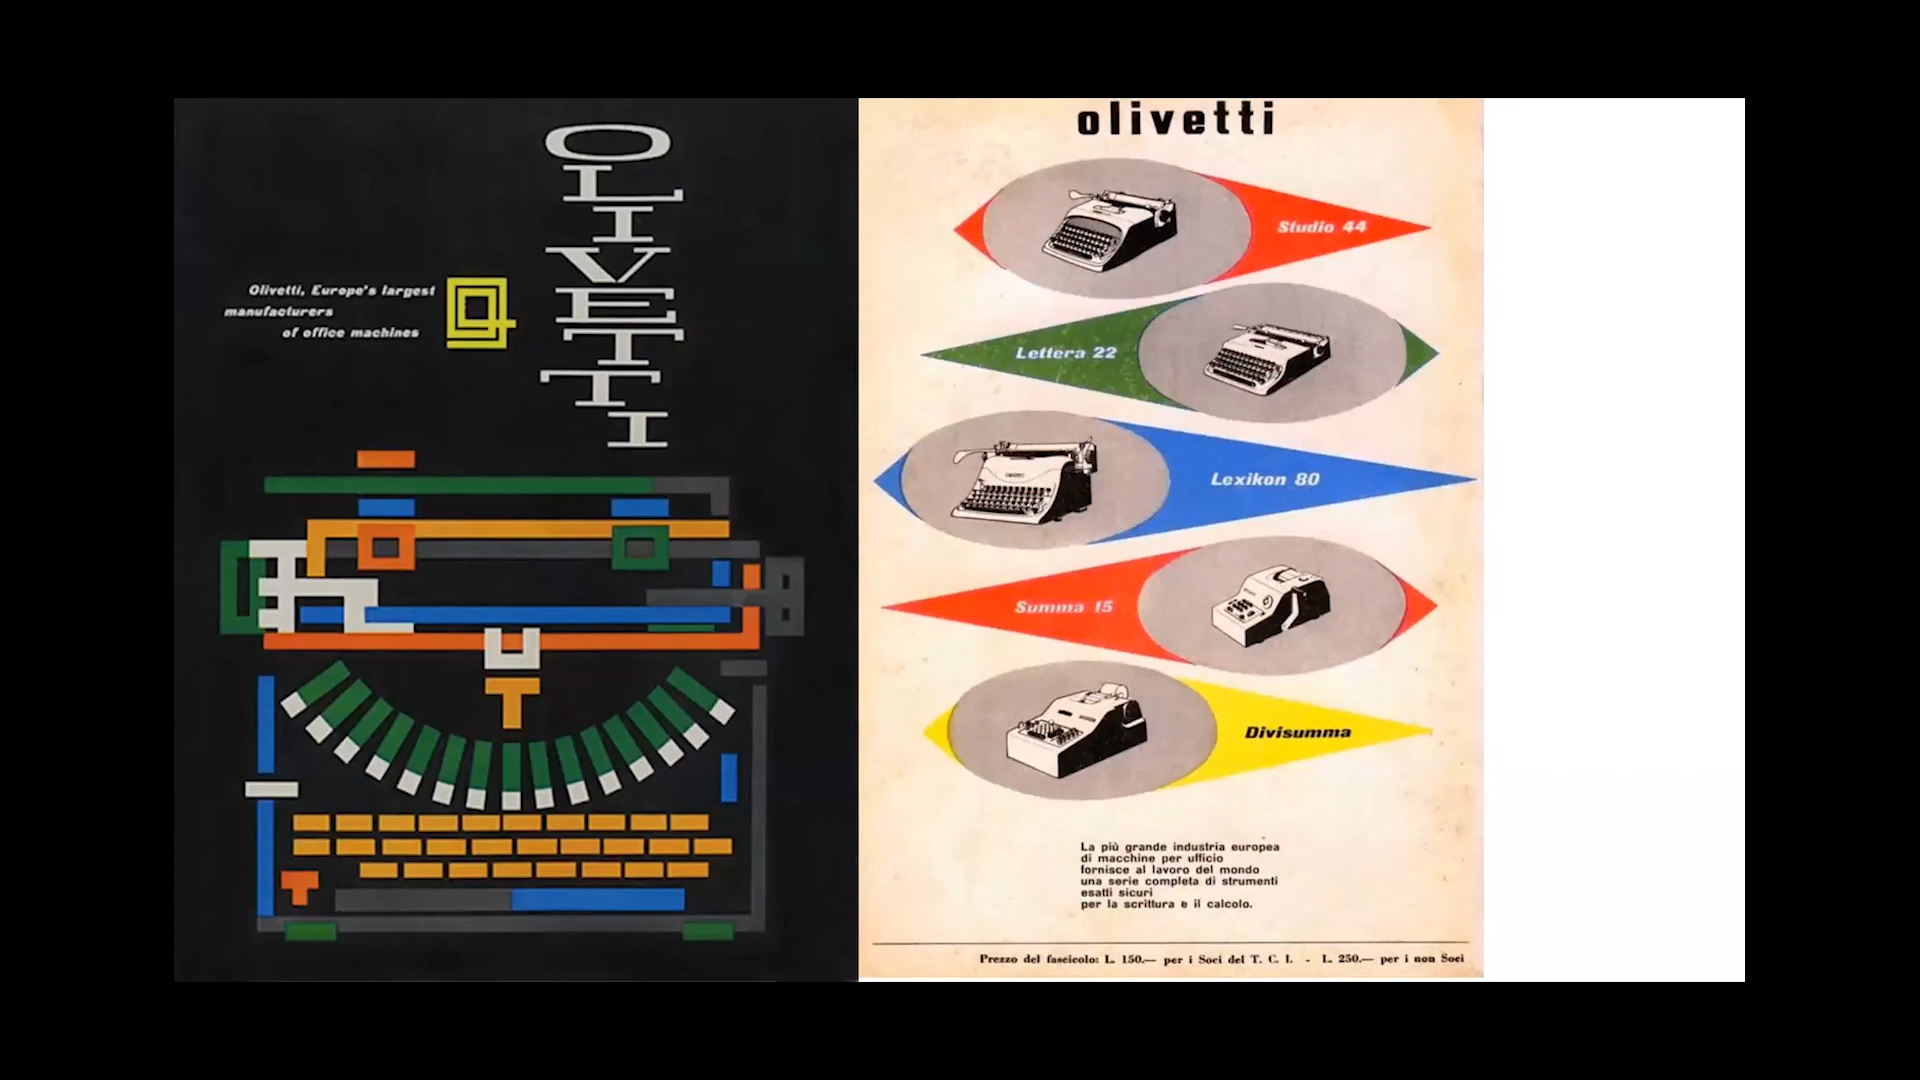 OLIVETTI
Olivetti, Europe's largest
manufacturers
of office machines
olivetti
Studio 44
Lettera 22
Lexikon 80
Summa 15
Divisumma
La più grande industria europea
di macchine per ufficio
fornisce al lavoro del mondo
una serie completa di strumenti
esatti sicuri
per la scrittura e il calcolo.
Prezzo del fascicolo: L. 150.— per i Soci del T. C. I. - L. 250.— per i non Soci